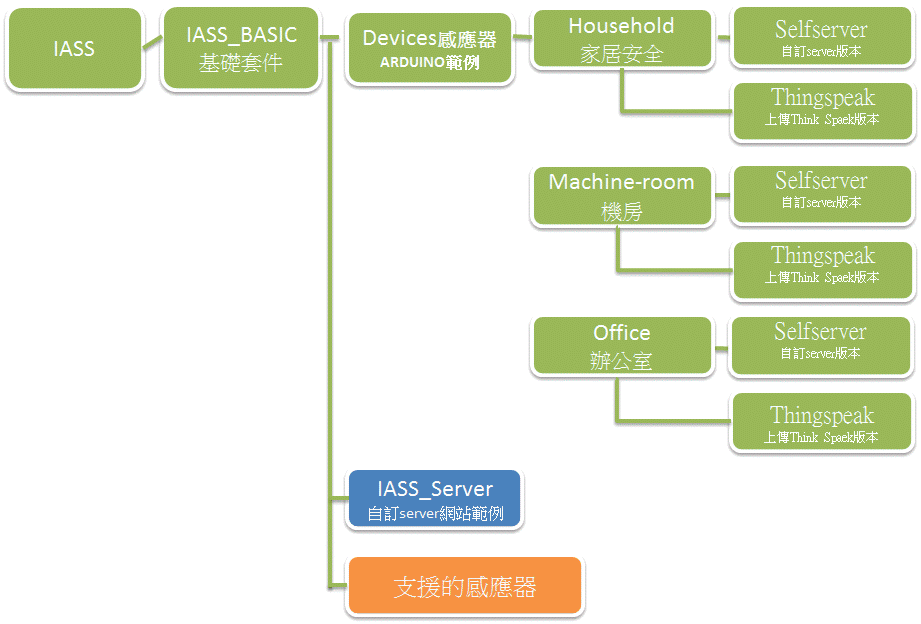 IASS
IASS_BASIC
基礎套件
Devices感應器
ARDUINO範例
Household
家居安全
Selfserver
自訂server版本
Thingspeak
上傳Think Spaek版本
Machine-room
機房
Selfserver
自訂server版本
Thingspeak
上傳Think Spaek版本
Office
辦公室
Selfserver
自訂server版本
Thingspeak
上傳Think Spaek版本
IASS_Server
自訂server網站範例
支援的感應器